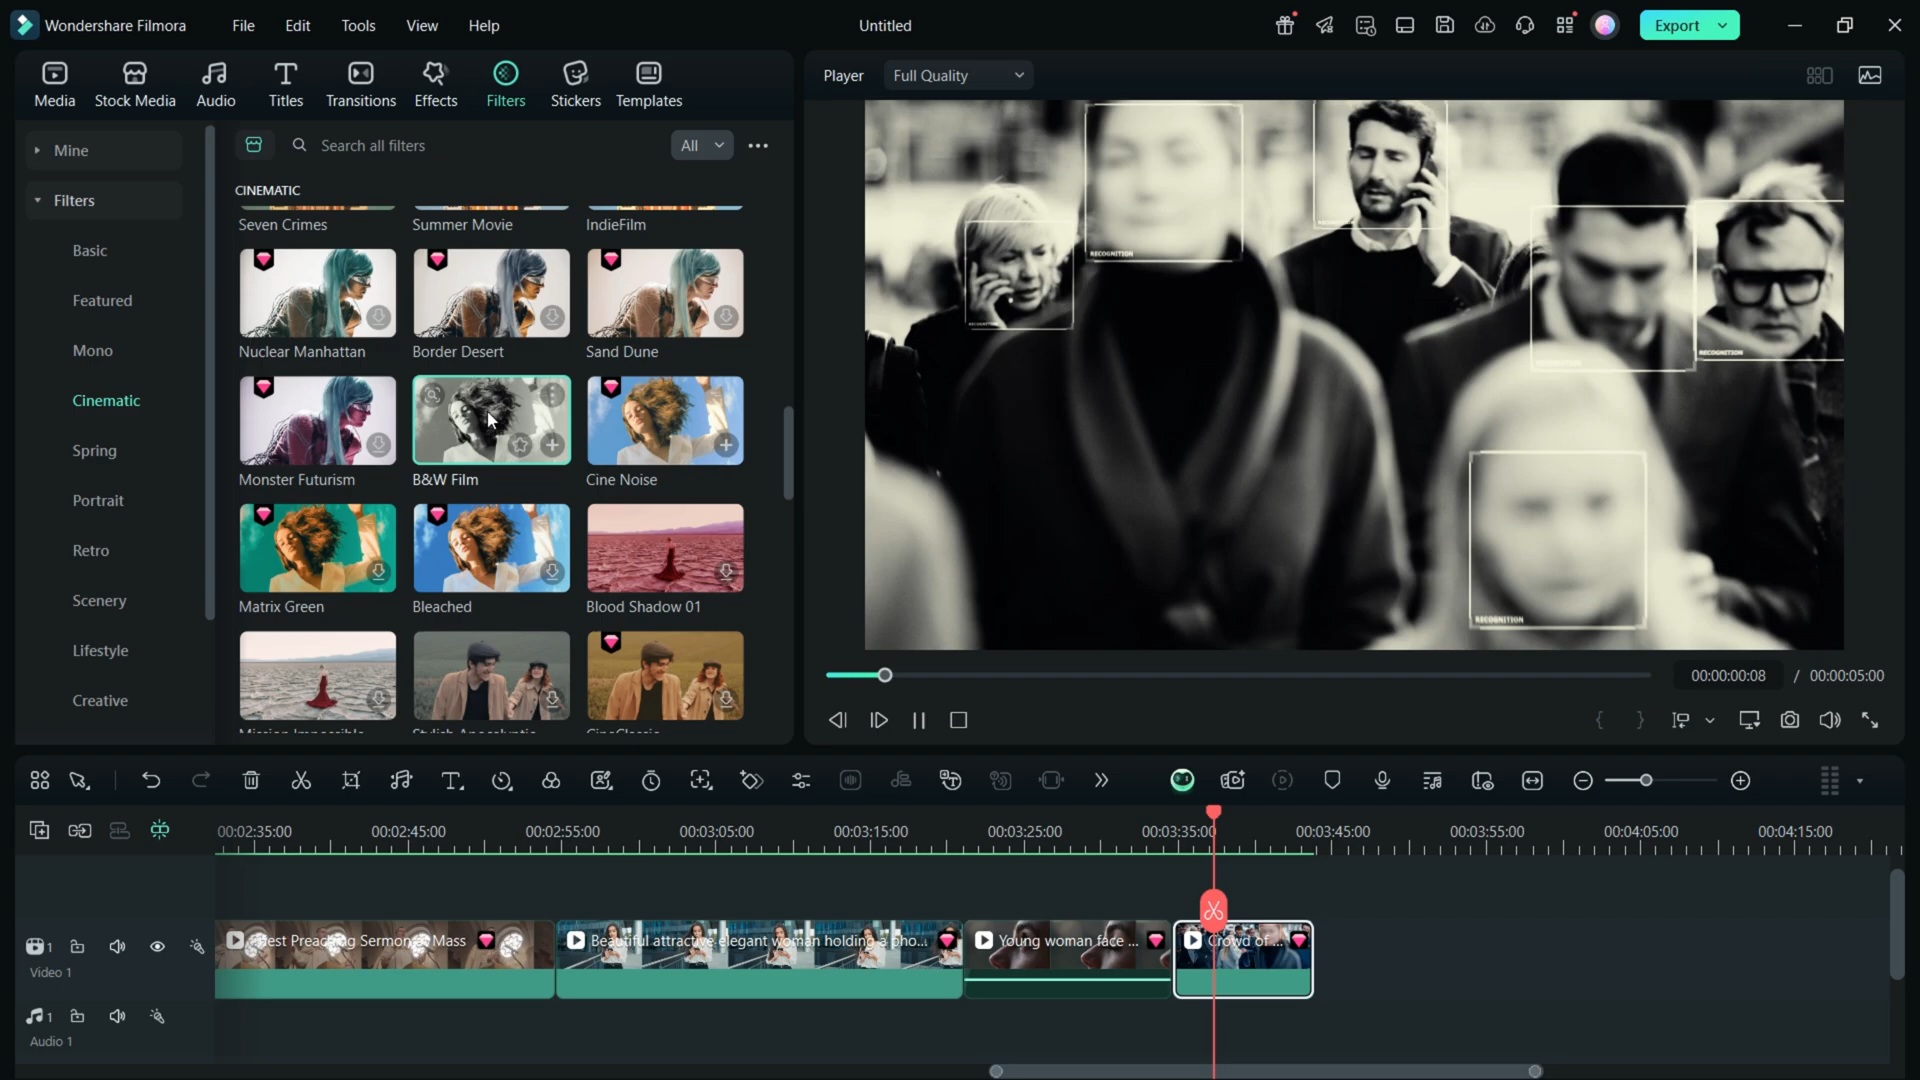 Wondershare Filmora
File
Edit
Tools
View
Help
Untitled
Export
Media
Stock Media
Audio
Titles
Transitions
Effects
Filters
Stickers
Templates
Player
Full Quality
Mine
Filters
Basic
Featured
Mono
Cinematic
Spring
Portrait
Retro
Scenery
Lifestyle
Creative
Search all filters
All
CINEMATIC
Seven Crimes
Summer Movie
IndieFilm
Nuclear Manhattan
Border Desert
Sand Dune
Monster Futurism
B&W Film
Cine Noise
Matrix Green
Bleached
Blood Shadow 01
RECOGNITION
RECOGNITION
RECOGNITION
RECOGNITION
00:00:00:08 / 00:00:05:00
00:02:35:00
00:02:45:00
00:02:55:00
00:03:05:00
00:03:15:00
00:03:25:00
00:03:35:00
00:03:45:00
00:03:55:00
00:04:05:00
00:04:15:00
1
Video 1
Preaching Sermon & Mass
Beautiful attractive elegant woman holding a pho...
Young woman face ...
Crowd of ...
1
Audio 1